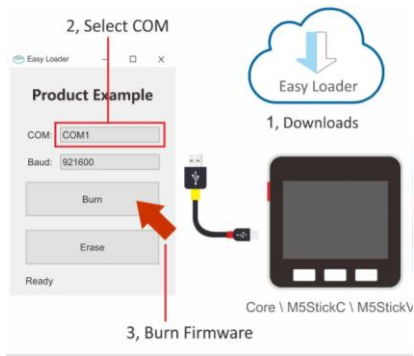 2, Select COM
Easy Loader
Product Example
COM: COM1
Baud: 921600
Burn
Erase
Ready
3, Burn Firmware
Easy Loader
1, Downloads
Core \ M5StickC \ M5StickV